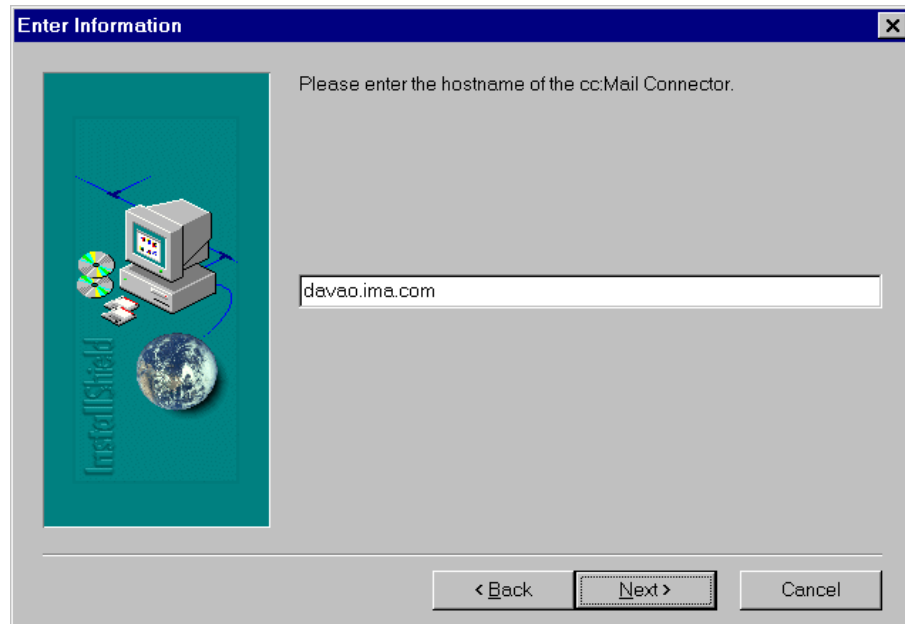 Enter Information
Please enter the hostname of the cc:Mail Connector.
davao.ima.com
InstallShield
< Back
Next >
Cancel